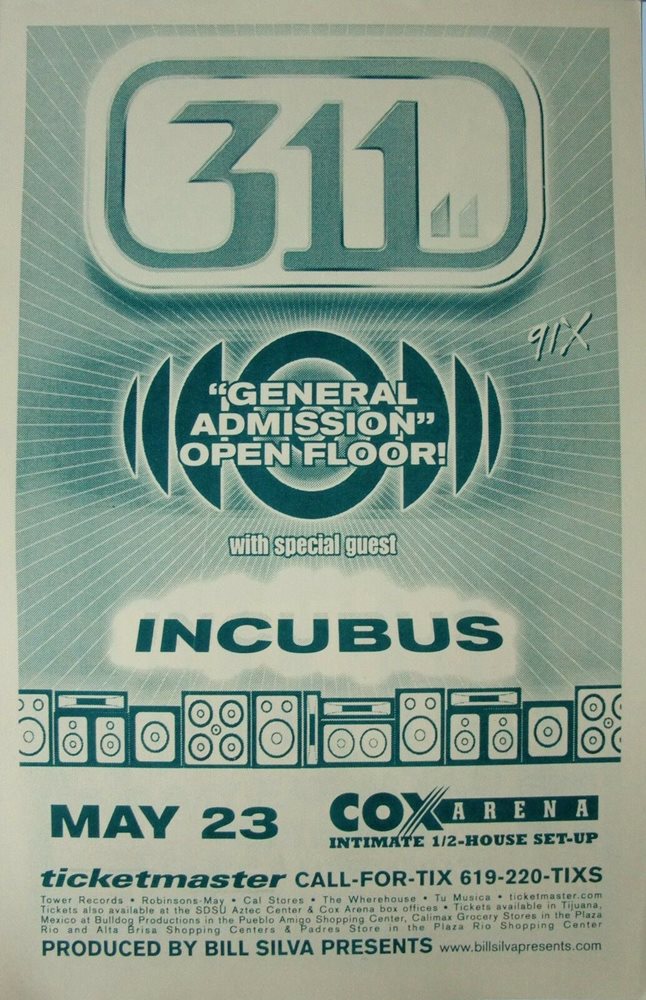 311
91X
“GENERAL
ADMISSION”
OPEN FLOOR!
with special guest
INCUBUS
MAY 23
COX ARENA
INTIMATE 1/2-HOUSE SET-UP
ticketmaster CALL-FOR-TIX 619-220-TIXS
Tower Records • Robinsons-May • Cal Stores • The Wherehouse • Tu Musica • ticketmaster.com
Tickets also available at the SDSU Aztec Center & Cox Arena box offices • Tickets available in Tijuana,
Mexico at Bulldog Productions in the Pueblo Amigo Shopping Center, Calimax Grocery Stores in the Plaza
Rio and Alta Brisa Shopping Centers & Padres Store in the Plaza Rio Shopping Center
PRODUCED BY BILL SILVA PRESENTS www.billsilvapresents.com